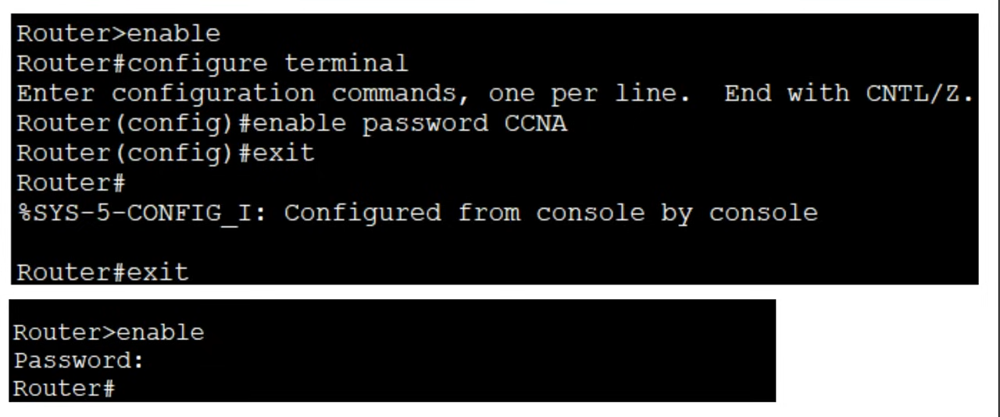 Router>enable
Router#configure terminal
Enter configuration commands, one per line.  End with CNTL/Z.
Router(config)#enable password CCNA
Router(config)#exit
Router#
%SYS-5-CONFIG_I: Configured from console by console
Router#exit
Router>enable
Password:
Router#